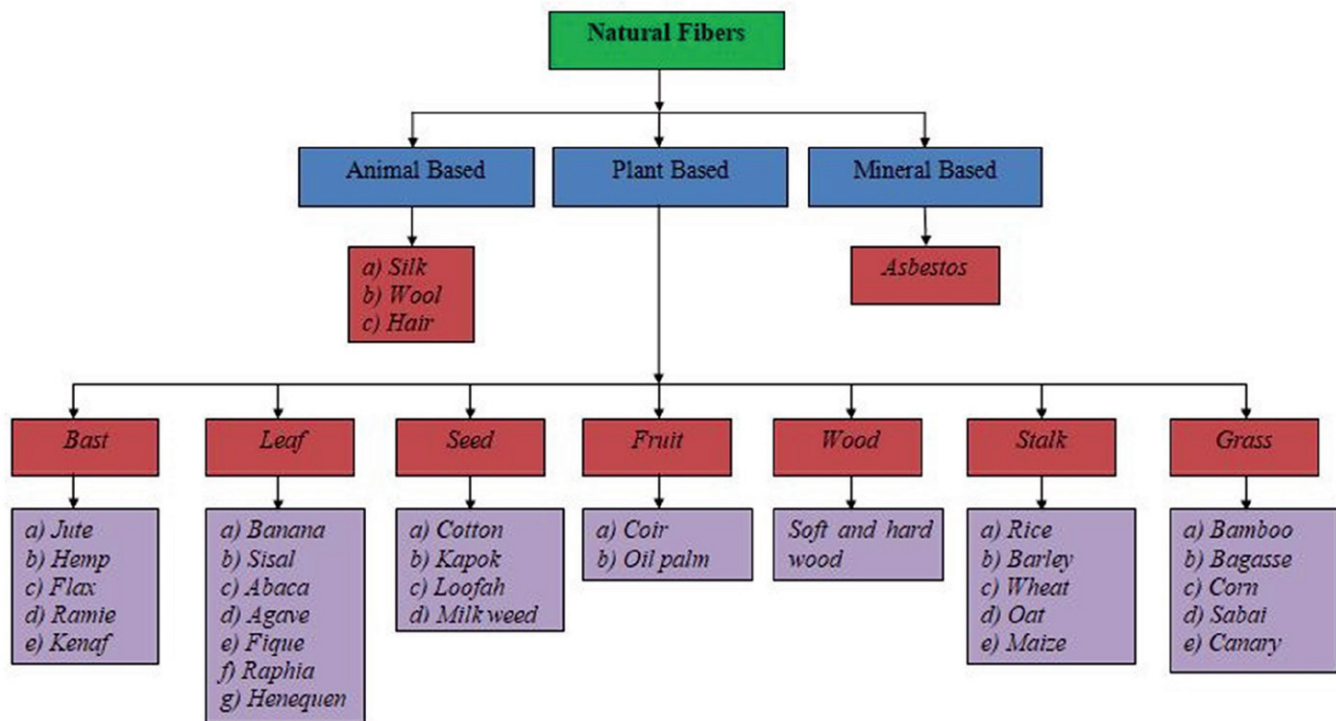 Natural Fibers
Animal Based
Plant Based
Mineral Based
a) Silk
b) Wool
c) Hair
Asbestos
Bast
Leaf
Seed
Fruit
Wood
Stalk
Grass
a) Jute
b) Hemp
c) Flax
d) Ramie
e) Kenaf
a) Banana
b) Sisal
c) Abaca
d) Agave
e) Fique
f) Raphia
g) Henequen
a) Cotton
b) Kapok
c) Loofah
d) Milk weed
a) Coir
b) Oil palm
Soft and hard
wood
a) Rice
b) Barley
c) Wheat
d) Oat
e) Maize
a) Bamboo
b) Bagasse
c) Corn
d) Sabai
e) Canary